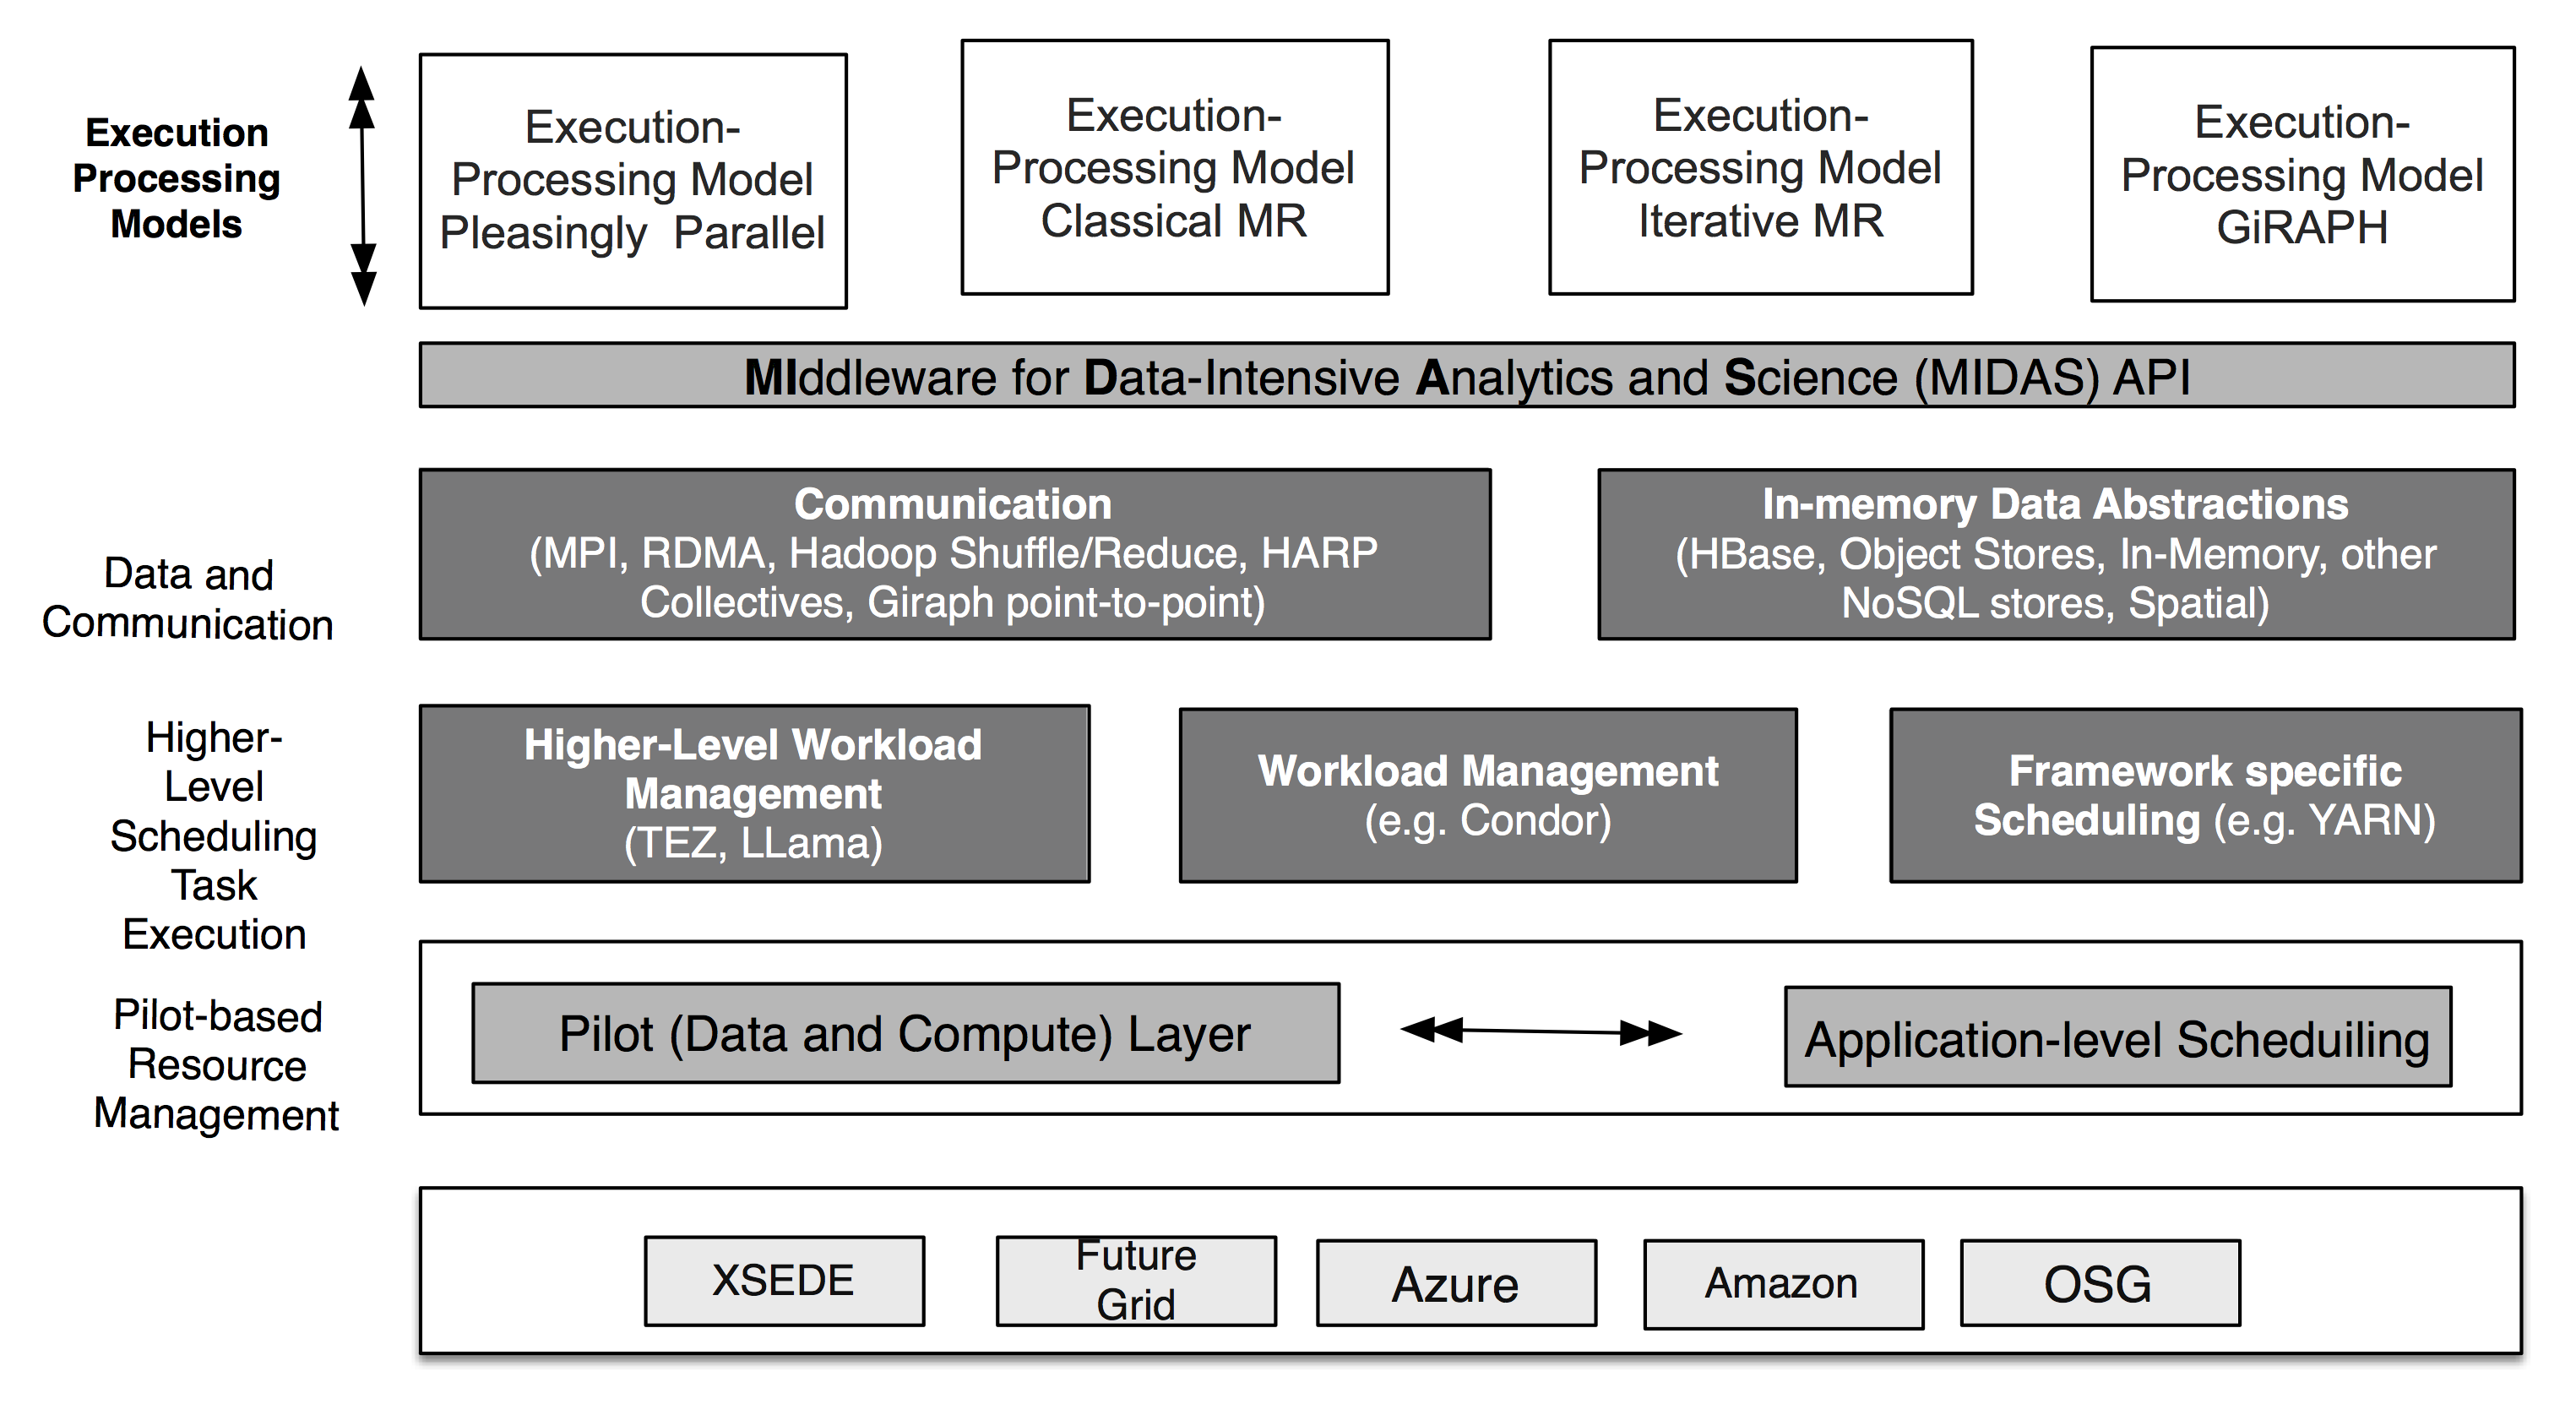 Execution
Processing
Models
Execution-
Processing Model
Pleasingly  Parallel
Execution-
Processing Model
Classical MR
Execution-
Processing Model
Iterative MR
Execution-
Processing Model
GiRAPH
MIddleware for Data-Intensive Analytics and Science (MIDAS) API
Data and
Communication
Communication
(MPI, RDMA, Hadoop Shuffle/Reduce, HARP
Collectives, Giraph point-to-point)
In-memory Data Abstractions
(HBase, Object Stores, In-Memory, other
NoSQL stores, Spatial)
Higher-
Level
Scheduling
Task
Execution
Higher-Level Workload
Management
(TEZ, LLama)
Workload Management
(e.g. Condor)
Framework specific
Scheduling (e.g. YARN)
Pilot-based
Resource
Management
Pilot (Data and Compute) Layer
Application-level Scheduiling
XSEDE
Future
Grid
Azure
Amazon
OSG